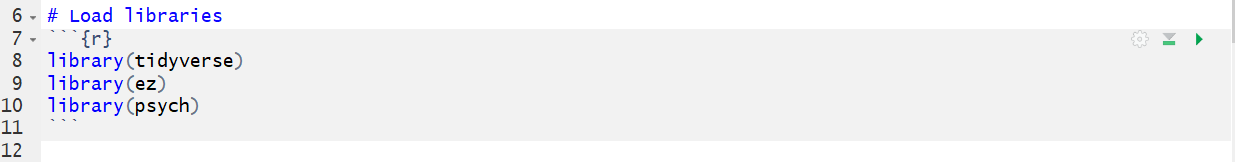 6 # Load libraries
7 ```{r}
8 library(tidyverse)
9 library(ez)
10 library(psych)
11 ```
12